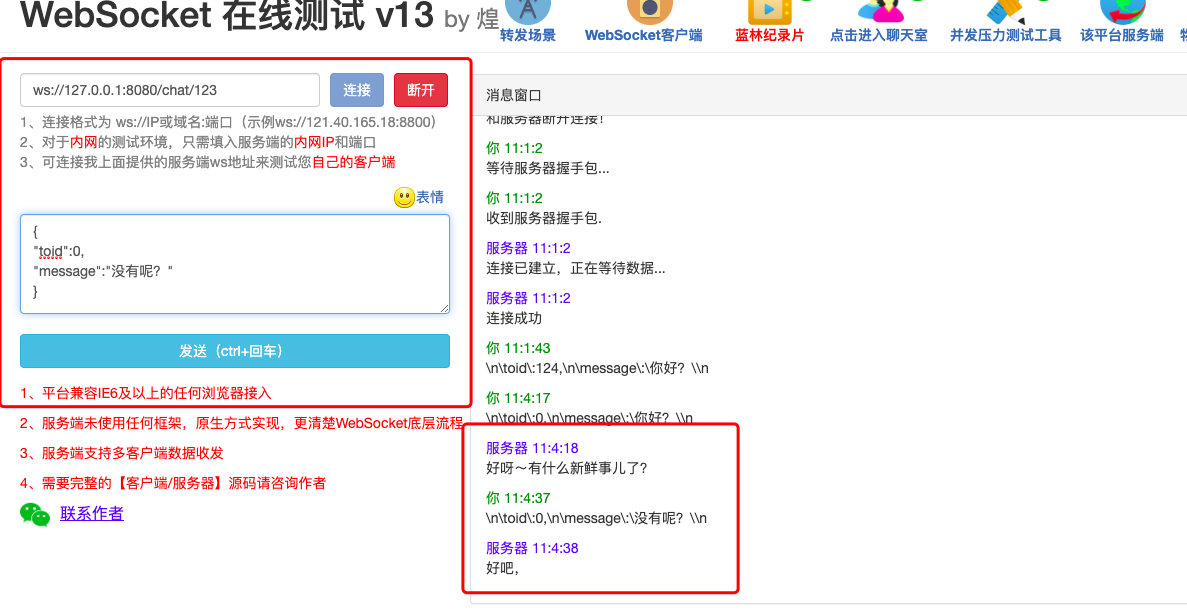 WebSocket 在线测试 v13 by 煌
转发场景 WebSocket客户端 蓝林纪录片 点击进入聊天室 并发压力测试工具 该平台服务端
ws://127.0.0.1:8080/chat/123 连接 断开
1、连接格式为 ws://IP或域名:端口（示例ws://121.40.165.18:8800）
2、对于内网的测试环境，只需填入服务端的内网IP和端口
3、可连接我上面提供的服务端ws地址来测试您自己的客户端
表情
{
"toid":0,
"message":"没有呢？"
}
发送（ctrl+回车）
1、平台兼容IE6及以上的任何浏览器接入
2、服务端未使用任何框架，原生方式实现，更清楚WebSocket底层流程
3、服务端支持多客户端数据收发
4、需要完整的【客户端/服务器】源码请咨询作者
联系作者
消息窗口
和服务器断开连接！
你 11:1:2
等待服务器握手包...
你 11:1:2
收到服务器握手包.
服务器 11:1:2
连接已建立，正在等待数据...
服务器 11:1:2
连接成功
你 11:1:43
\n\toid\:124,\n\n\message\:\你好？\\n
你 11:4:17
\n\toid\:0,\n\n\message\:\你好？\\n
服务器 11:4:18
好呀～有什么新鲜事儿了?
你 11:4:37
\n\toid\:0,\n\n\message\:\没有呢？\\n
服务器 11:4:38
好吧，